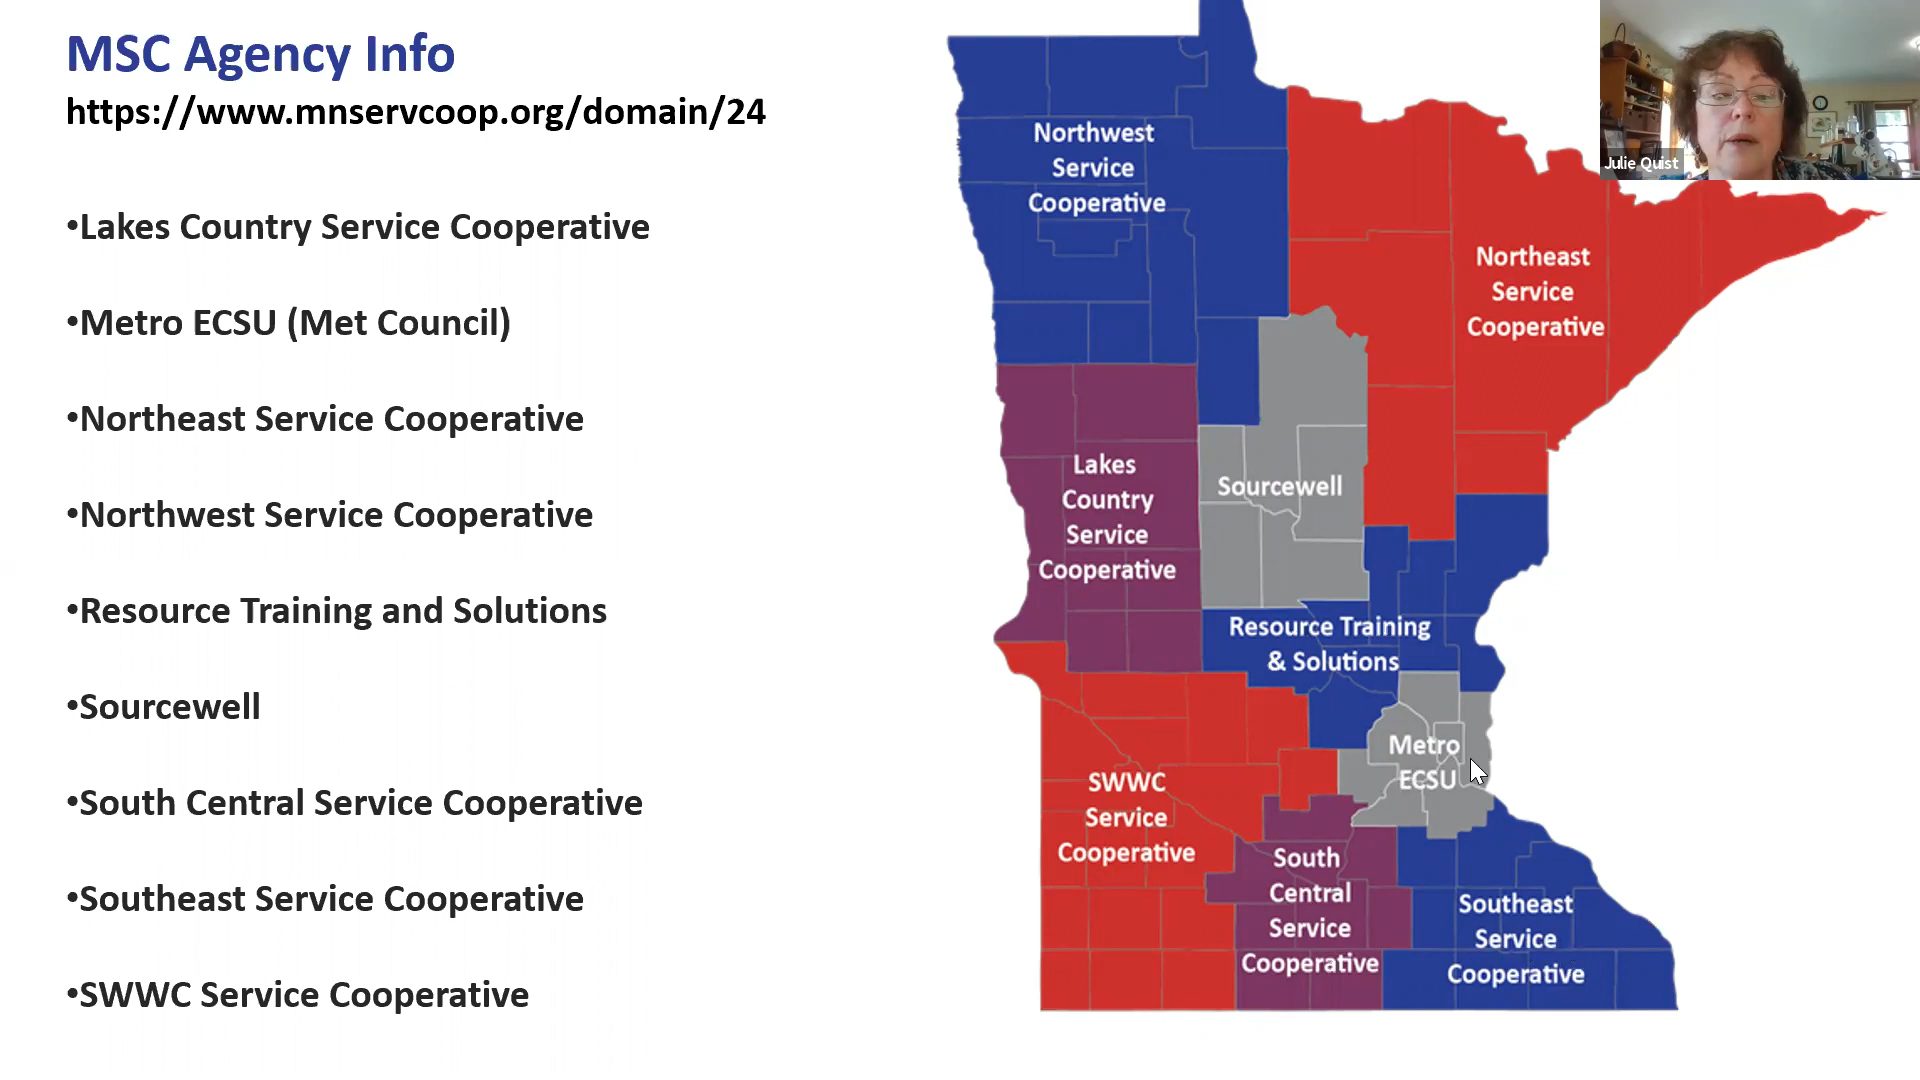 MSC Agency Info
https://www.mnservcoop.org/domain/24
•Lakes Country Service Cooperative
•Metro ECSU (Met Council)
•Northeast Service Cooperative
•Northwest Service Cooperative
•Resource Training and Solutions
•Sourcewell
•South Central Service Cooperative
•Southeast Service Cooperative
•SWWC Service Cooperative
Northwest
Service
Cooperative
Northeast
Service
Cooperative
Lakes
Country
Service
Cooperative
Sourcewell
Resource Training
& Solutions
Metro
ECSU
SWWC
Service
Cooperative
South
Central
Service
Cooperative
Southeast
Service
Cooperative
Julie Quist